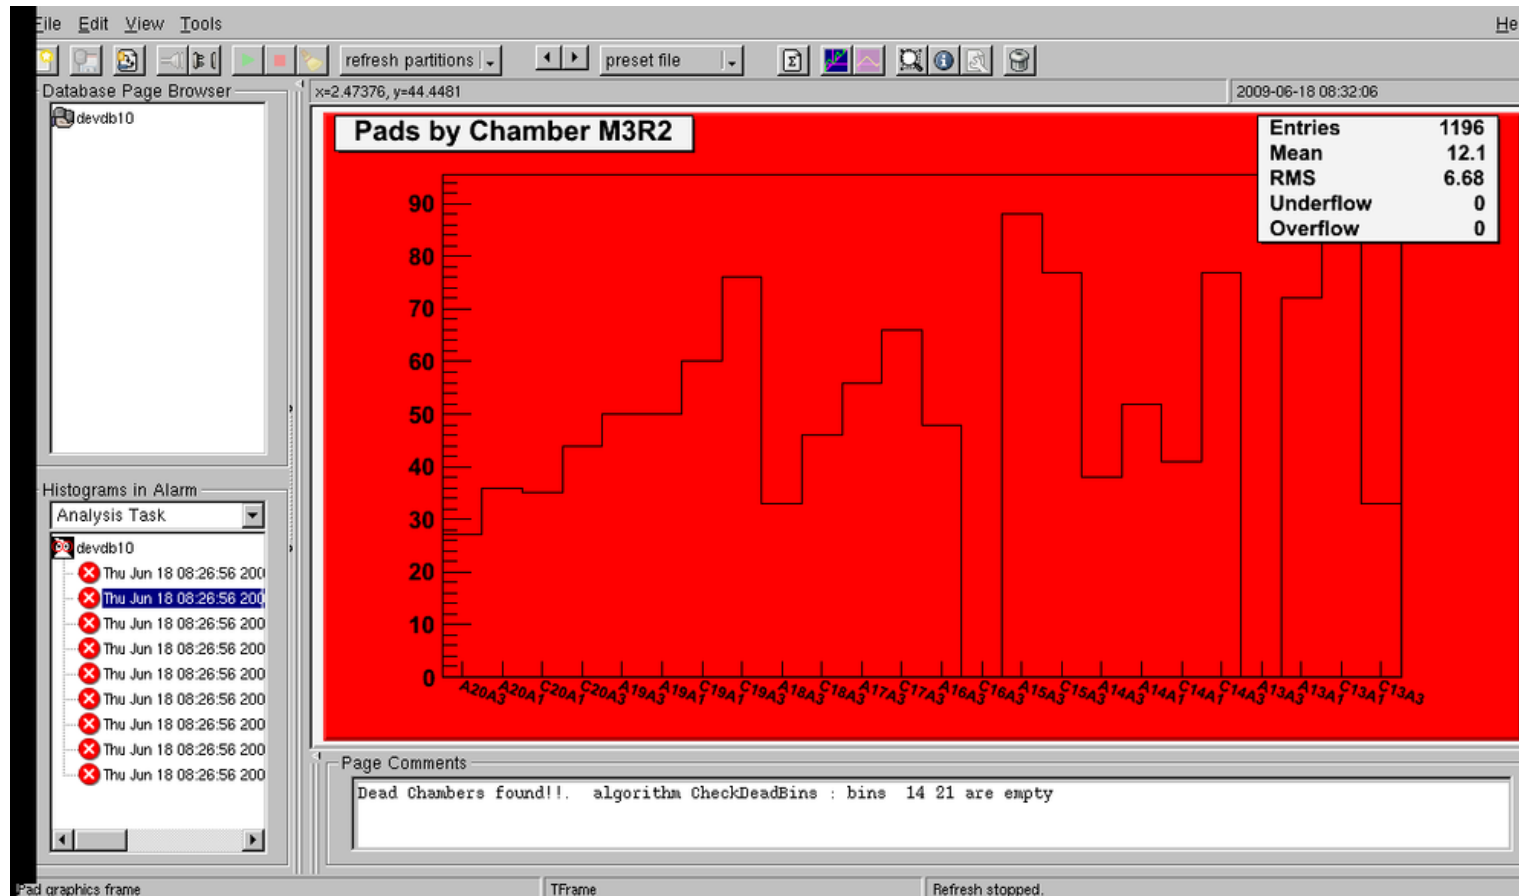 File Edit View Tools
He
refresh partitions
preset file
Database Page Browser
x=2.47376, y=44.4481
2009-06-18 08:32:06
devdb10
Pads by Chamber M3R2
Entries 1196
Mean 12.1
RMS 6.68
Underflow 0
Overflow 0
90
80
70
60
50
40
30
20
10
0
A20A3 A20A1 C20A1 C20A3 A19A3 A19A1 C19A1 C19A3 A18A3 C18A3 A17A3 C17A3 A16A3 C16A3 A15A3 C15A3 A14A3 A14A1 C14A1 C14A3 A13A3 A13A1 C13A1 C13A3
Histograms in Alarm
Analysis Task
devdb10
Thu Jun 18 08:26:56 200
Thu Jun 18 08:26:56 200
Thu Jun 18 08:26:56 200
Thu Jun 18 08:26:56 200
Thu Jun 18 08:26:56 200
Thu Jun 18 08:26:56 200
Thu Jun 18 08:26:56 200
Thu Jun 18 08:26:56 200
Thu Jun 18 08:26:56 200
Page Comments
Dead Chambers found!!. algorithm CheckDeadBins : bins 14 21 are empty
Pad graphics frame
TFrame
Refresh stopped.